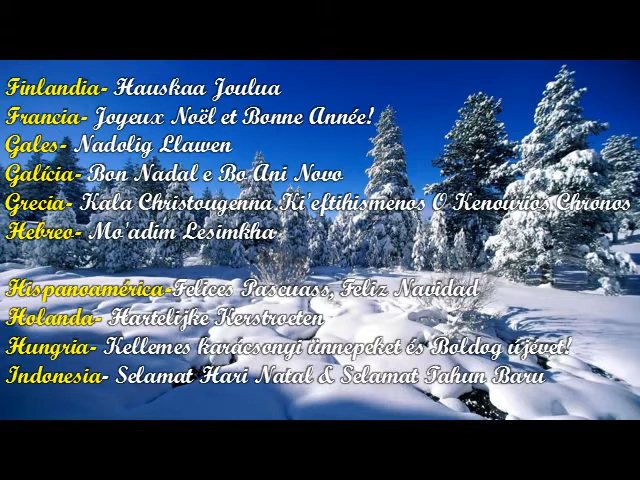 Finlandia- Hauskaa Joulua
Francia- Joyeux Noël et Bonne Année!
Gales- Nadolig Llawen
Galícia- Bon Nadal e Bo Ani Novo
Grecia- Kala Christougenna Ki'eftihismenos O Kenourios Chronos
Hebreo- Mo'adim Lesimkha
Hispanoamérica-Felices Pascuass, Feliz Navidad
Holanda- Hartelijke Kerstroeten
Hungria- Kellemes karácsonyi ünnepeket és Boldog újévet!
Indonesia- Selamat Hari Natal & Selamat Tahun Baru